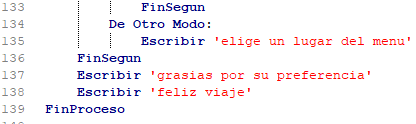 133 FinSegun
134 De Otro Modo:
135 Escribir 'elige un lugar del menu'
136 FinSegun
137 Escribir 'grasias por su preferencia'
138 Escribir 'feliz viaje'
139 FinProceso